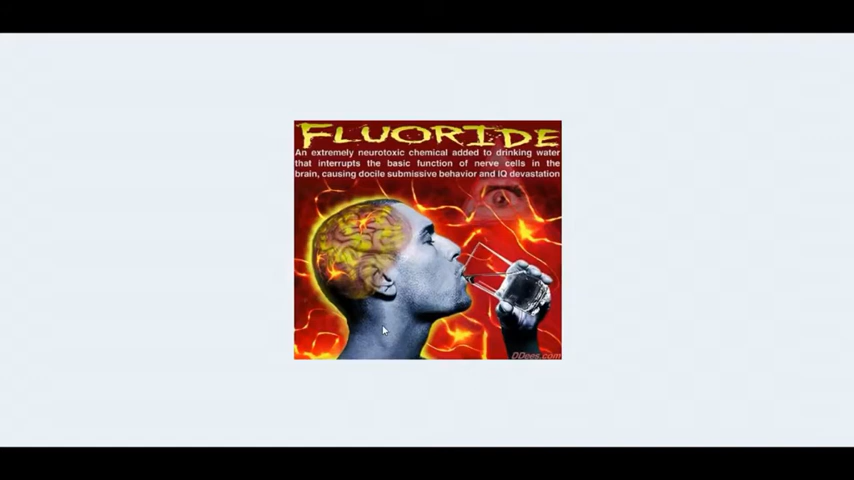 FLUORIDE
An extremely neurotoxic chemical added to drinking water
that interrupts the basic function of nerve cells in the
brain, causing docile submissive behavior and IQ devastation
DDees.com